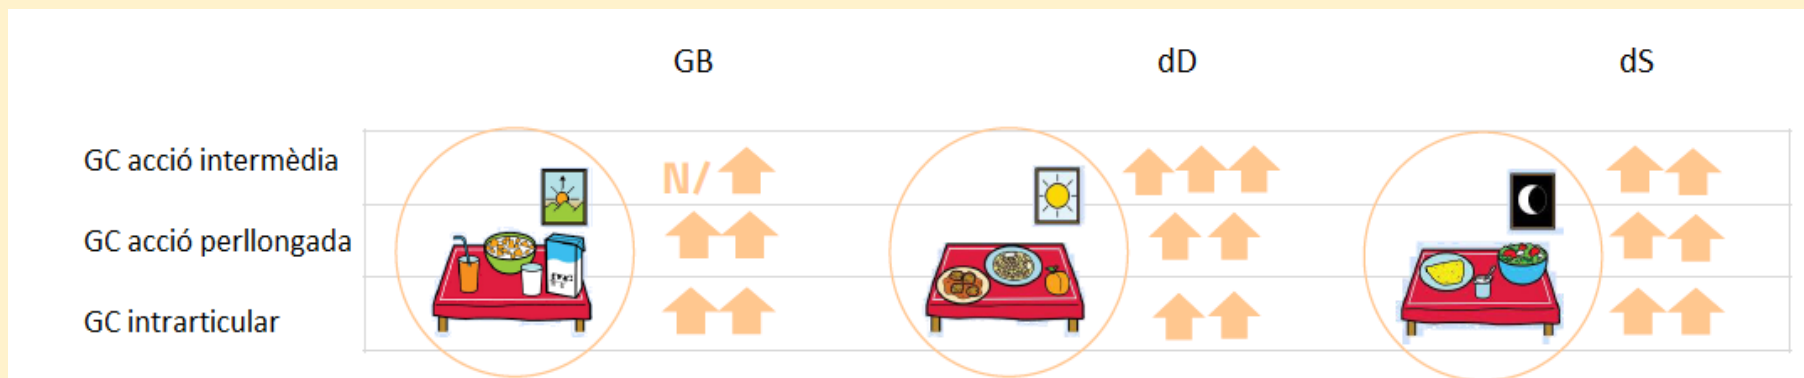 GB dD dS
GC acció intermèdia N/
GC acció perllongada
GC intrarticular